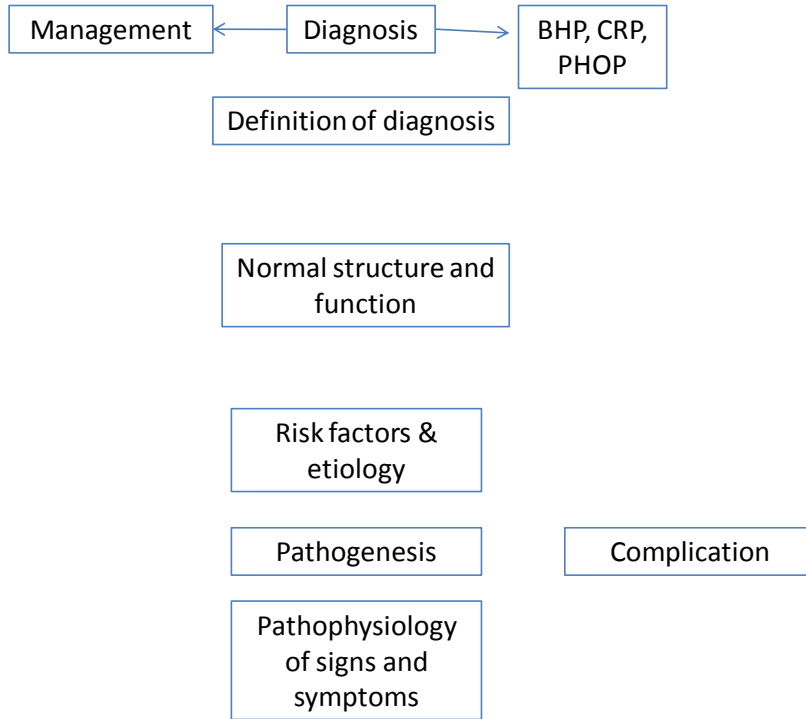 Management
Diagnosis
BHP, CRP,
PHOP
Definition of diagnosis
Normal structure and
function
Risk factors &
etiology
Pathogenesis
Complication
Pathophysiology
of signs and
symptoms